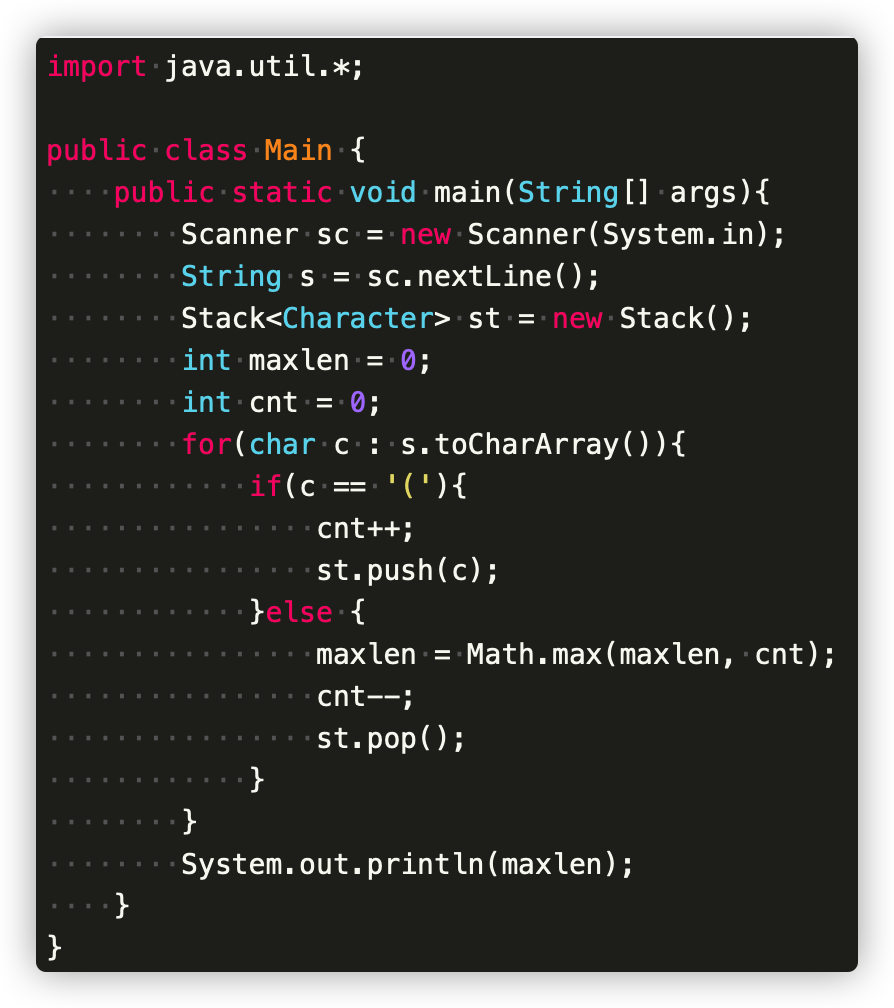 import java.util.*;

public class Main {
    public static void main(String[] args){
        Scanner sc = new Scanner(System.in);
        String s = sc.nextLine();
        Stack<Character> st = new Stack();
        int maxlen = 0;
        int cnt = 0;
        for(char c : s.toCharArray()){
            if(c == '('){
                cnt++;
                st.push(c);
            }else {
                maxlen = Math.max(maxlen, cnt);
                cnt--;
                st.pop();
            }
        }
        System.out.println(maxlen);
    }
}